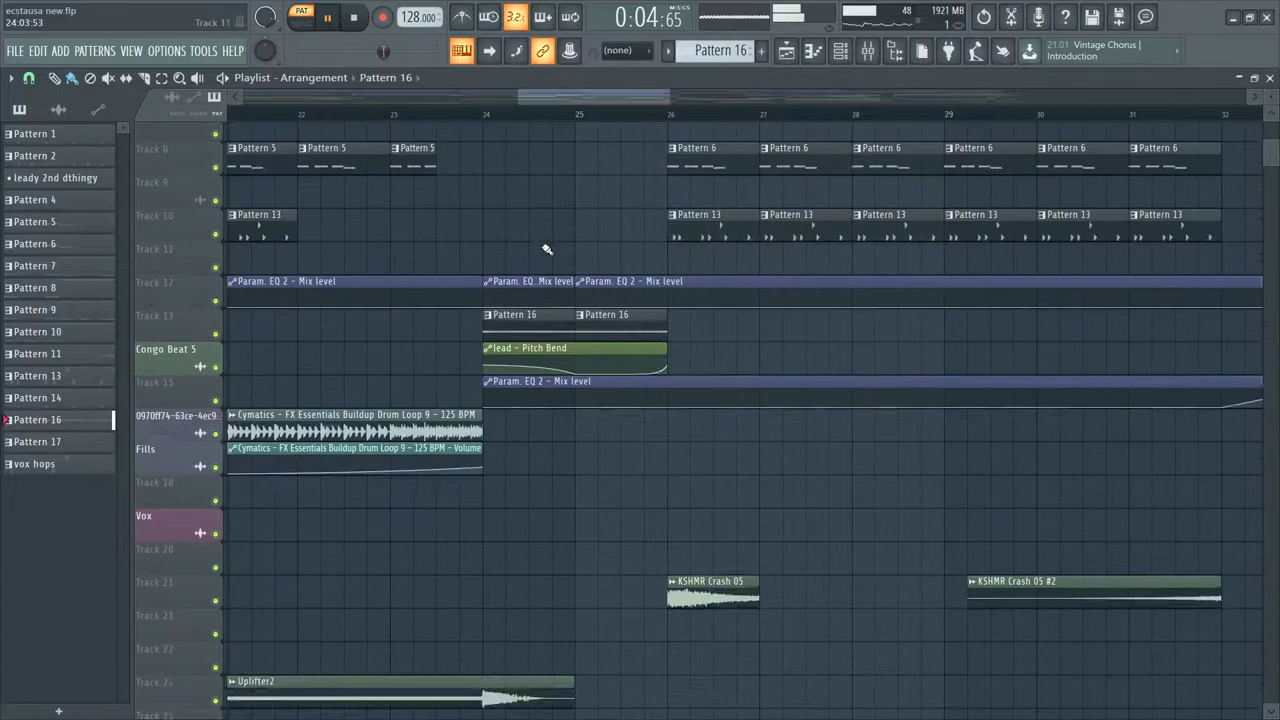 ecstausa new.flp
24:03:53
Track 11
PAT
SONG
128.000
3.2.
0:04:65
M:S:CS
48
1921 MB
1
FILE EDIT ADD PATTERNS VIEW OPTIONS TOOLS HELP
(none)
Pattern 16
21.01 Vintage Chorus |
Introduction
Playlist - Arrangement
Pattern 16
PAT
22
23
24
25
26
27
28
29
30
31
32
Pattern 1
Pattern 2
leady 2nd dthingy
Pattern 4
Pattern 5
Pattern 6
Pattern 7
Pattern 8
Pattern 9
Pattern 10
Pattern 11
Pattern 13
Pattern 14
Pattern 16
Pattern 17
vox hops
Pattern 5
Pattern 5
Pattern 5
Pattern 6
Pattern 6
Pattern 6
Pattern 6
Pattern 6
Pattern 6
Track 9
Track 10
Pattern 13
Pattern 13
Pattern 13
Pattern 13
Pattern 13
Pattern 13
Pattern 13
Track 11
Track 12
Param. EQ 2 - Mix level
Param. EQ..Mix level
Param. EQ 2 - Mix level
Track 13
Pattern 16
Pattern 16
Congo Beat 5
lead - Pitch Bend
Track 15
Param. EQ 2 - Mix level
0970ff74-63ce-4ec9
Cymatics - FX Essentials Buildup Drum Loop 9 - 125 BPM
Fills
Cymatics - FX Essentials Buildup Drum Loop 9 - 125 BPM - Volume
Track 18
Vox
Track 20
Track 21
KSHMR Crash 05
KSHMR Crash 05 #2
Track 21
Track 22
Uplifter2